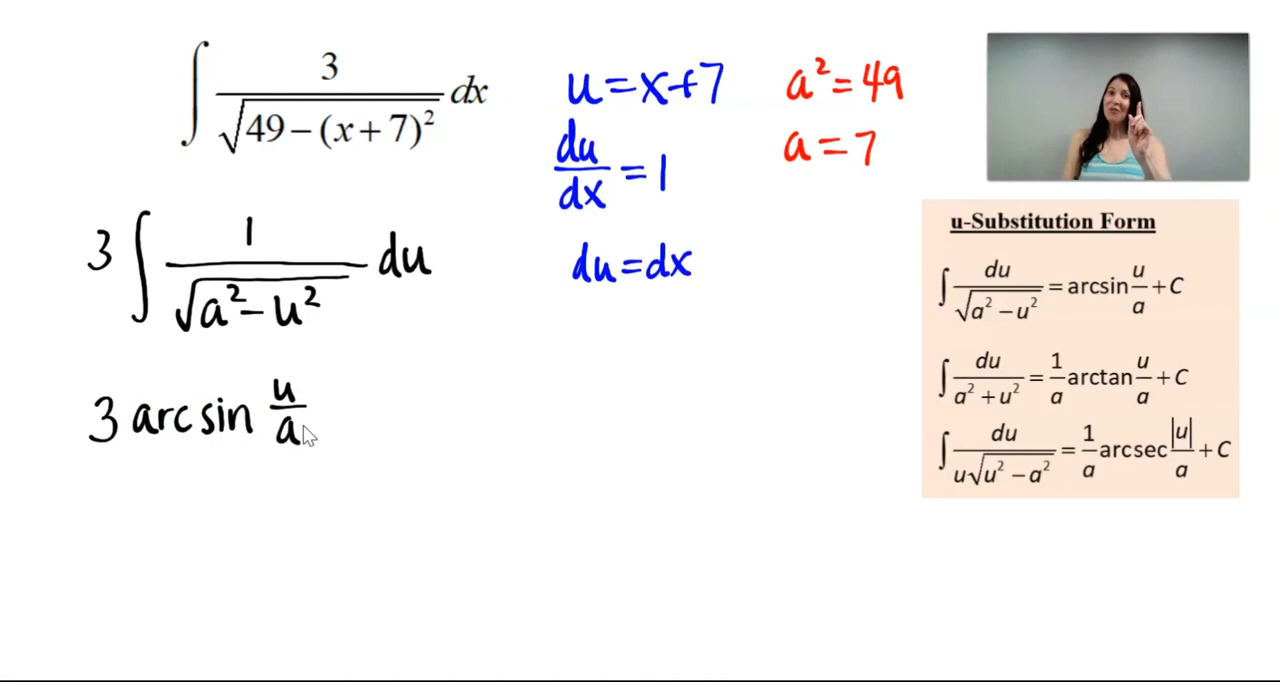 ∫ 3/√(49 − (x + 7)²) dx
u = x + 7
du/dx = 1
du = dx
a² = 49
a = 7
3 ∫ 1/√(a² − u²) du
3 arcsin u/a
u-Substitution Form
∫ du/√(a² − u²) = arcsin u/a + C
∫ du/(a² + u²) = 1/a arctan u/a + C
∫ du/(u√(u² − a²)) = 1/a arcsec |u|/a + C